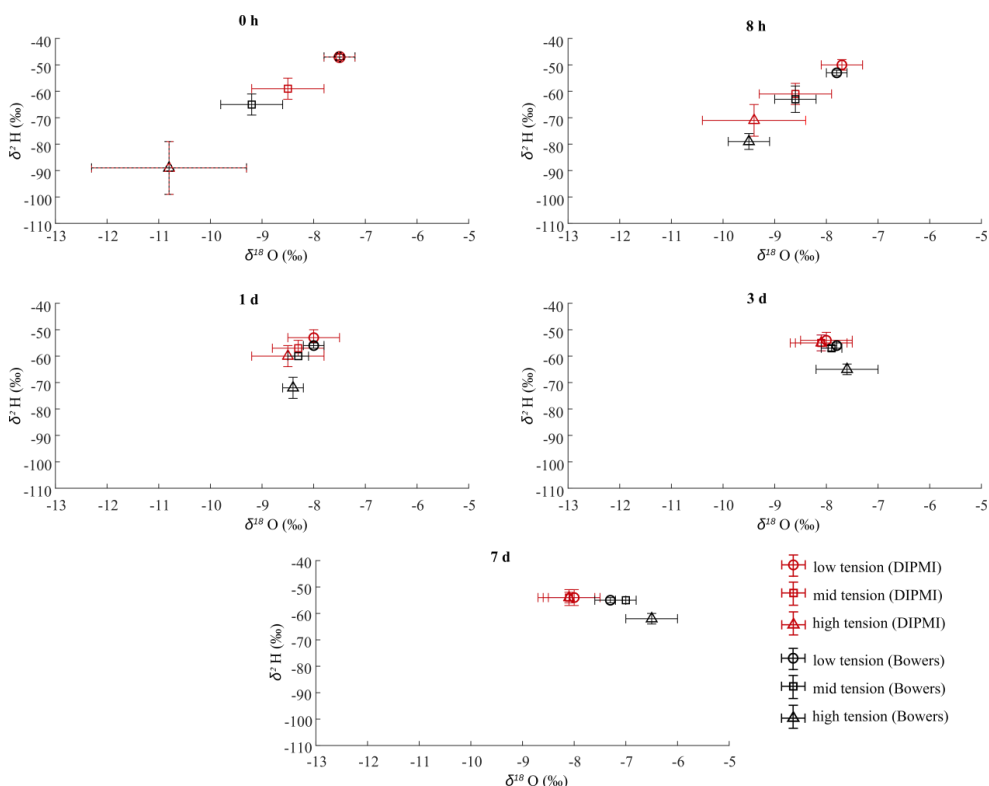 0 h
-40
-50
-60
-70
-80
-90
-100
-110
δ² H (‰)
-13 -12 -11 -10 -9 -8 -7 -6 -5
δ¹⁸ O (‰)
8 h
-40
-50
-60
-70
-80
-90
-100
-110
δ² H (‰)
-13 -12 -11 -10 -9 -8 -7 -6 -5
δ¹⁸ O (‰)
1 d
-40
-50
-60
-70
-80
-90
-100
-110
δ² H (‰)
-13 -12 -11 -10 -9 -8 -7 -6 -5
δ¹⁸ O (‰)
3 d
-40
-50
-60
-70
-80
-90
-100
-110
δ² H (‰)
-13 -12 -11 -10 -9 -8 -7 -6 -5
δ¹⁸ O (‰)
7 d
-40
-50
-60
-70
-80
-90
-100
-110
δ² H (‰)
-13 -12 -11 -10 -9 -8 -7 -6 -5
δ¹⁸ O (‰)
low tension (DIPMI)
mid tension (DIPMI)
high tension (DIPMI)
low tension (Bowers)
mid tension (Bowers)
high tension (Bowers)